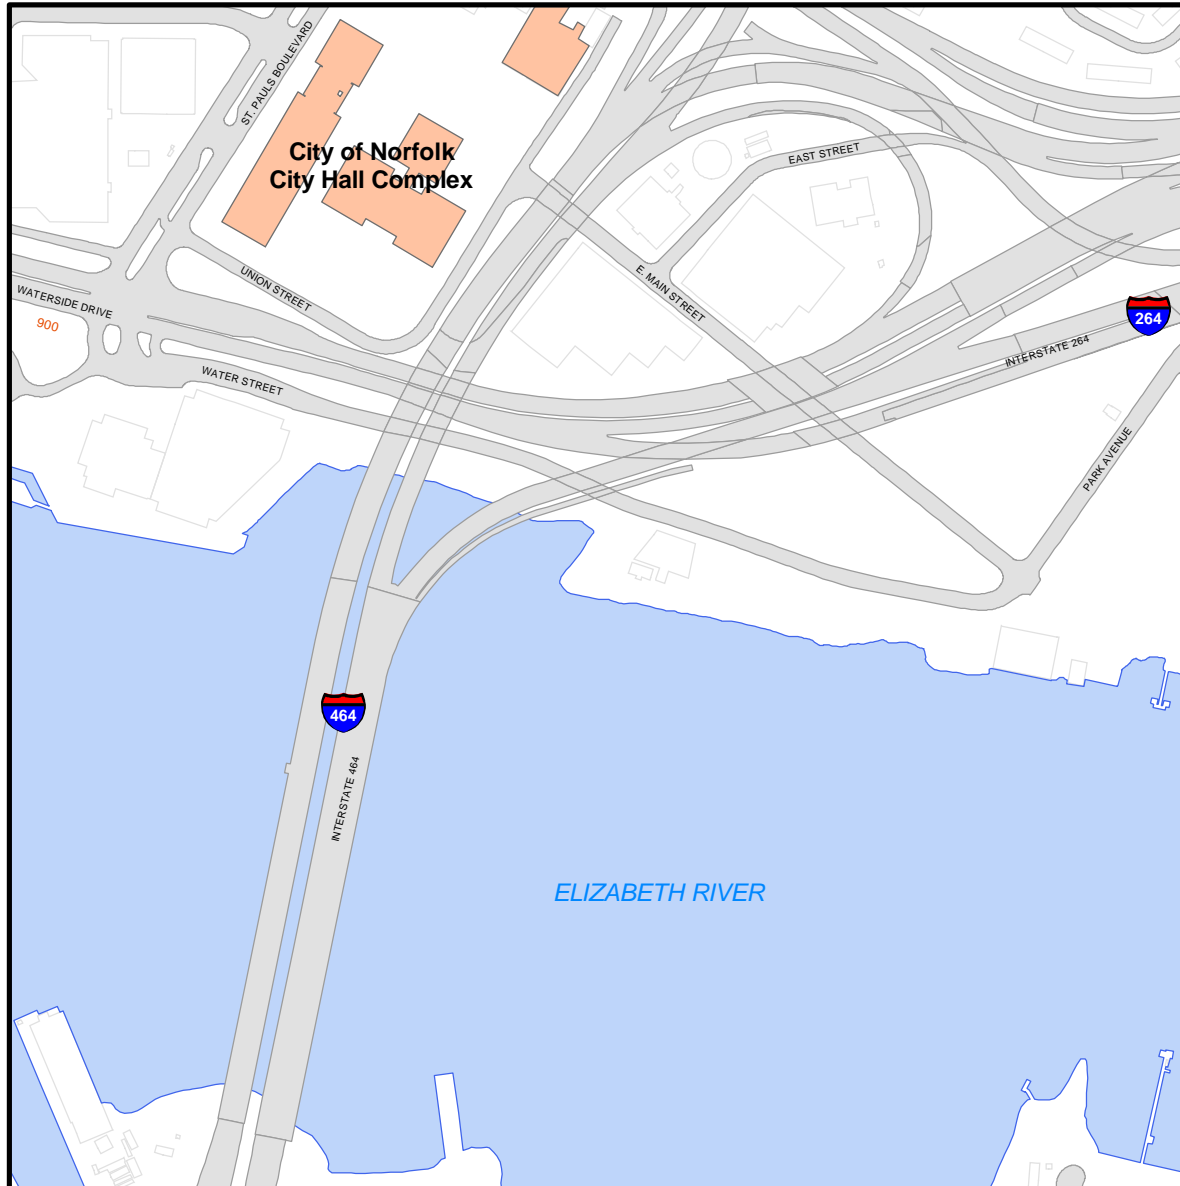 ST. PAULS BOULEVARD
City of Norfolk
City Hall Complex
EAST STREET
UNION STREET
E. MAIN STREET
WATERSIDE DRIVE
900
264
INTERSTATE 264
WATER STREET
PARK AVENUE
464
INTERSTATE 464
ELIZABETH RIVER